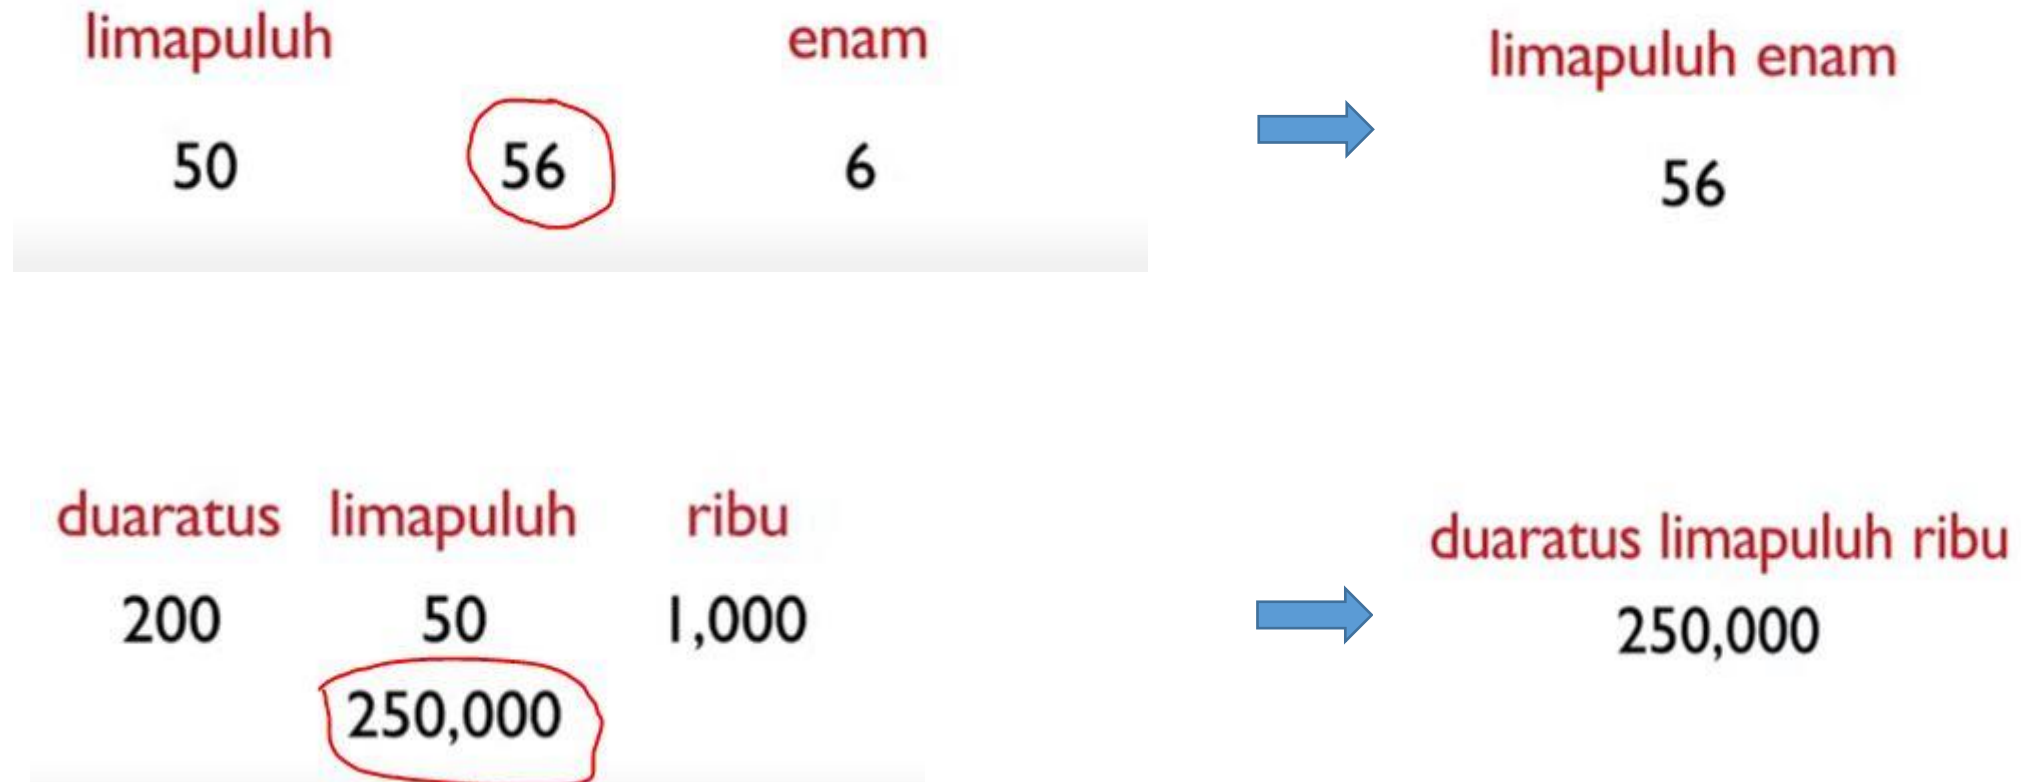 limapuluh enam
50 56 6
limapuluh enam
56
duaratus limapuluh ribu
200 50 1,000
250,000
duaratus limapuluh ribu
250,000